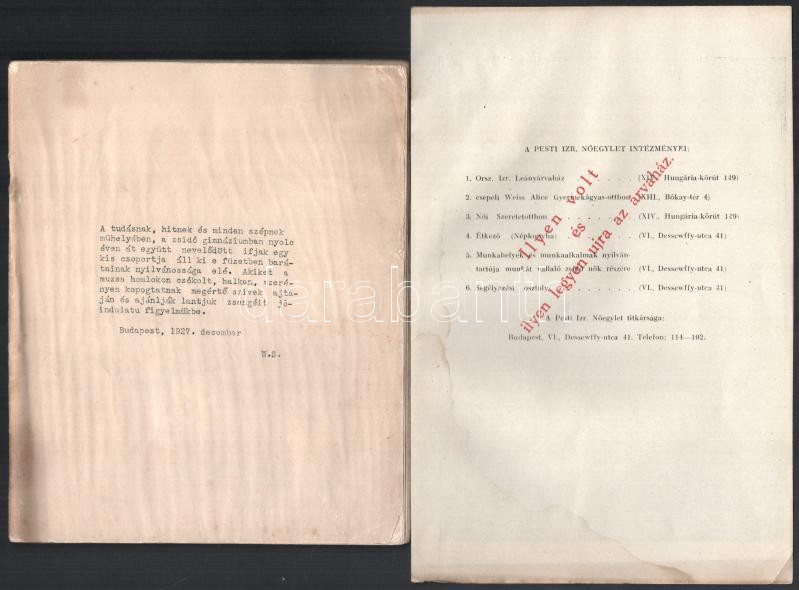 A tudásnak, hitnek és minden szépnek
mühelyében, a zsidó gimnáziumban nyolc
éven át együtt nevelődött ifjak egy
kis csoportja áll ki e füzetben bará-
tainak nyilvánossága elé. Akiket a
muzsa homlokon csókolt, halkan, szeré-
nyen kopogtatnak megértő szívek ajta-
ján és ajánlják lantjuk zsengéit jó-
indulatu figyelmükbe.
Budapest, 1927. december
W.S.
A PESTI IZR. NŐEGYLET INTÉZMÉNYEI:
1. Orsz. Izr. Leányárvaház . . . . . (XIV., Hungária-körút 149)
2. csepeli Weiss Alice Gyermekágyas-otthon (XIII., Bókay-tér 4)
3. Női Szeretetotthon . . . . . . (XIV., Hungária-körút 149)
4. Étkező (Népkonyha) . . . . . (VI., Dessewffy-utca 41)
5. Munkahelyek és munkaalkalmak nyilván-
tartója munkát vállaló zsidó nők részére (VI., Dessewffy-utca 41)
6. Segélyezési osztály . . . . . . (VI., Dessewffy-utca 41)
A Pesti Izr. Nőegylet titkársága:
Budapest, VI., Dessewffy-utca 41. Telefon: 114—102.
Illyen volt
és
ilyen legyen ujra az árvaház.
darabanth